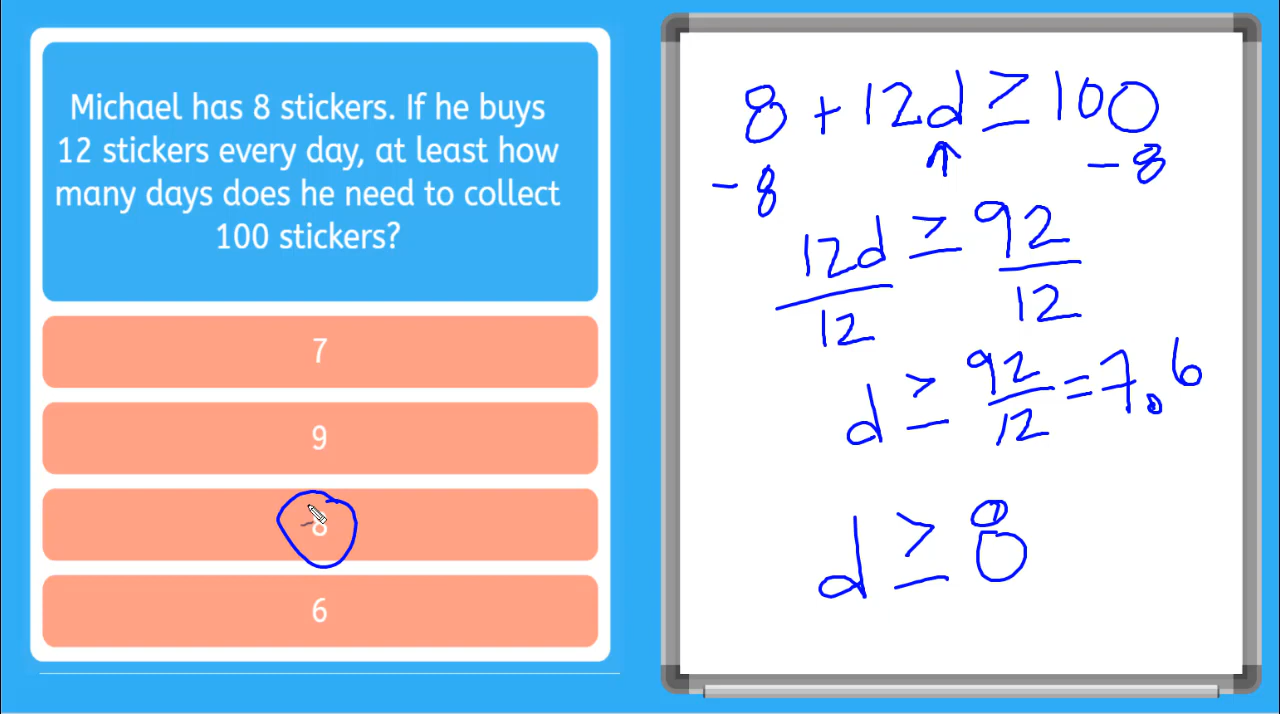 Michael has 8 stickers. If he buys
12 stickers every day, at least how
many days does he need to collect
100 stickers?
7
9
8
6
8 + 12d ≥ 100
-8 -8
12d ≥ 92
12 12
d ≥ 92/12 = 7.6
d ≥ 8